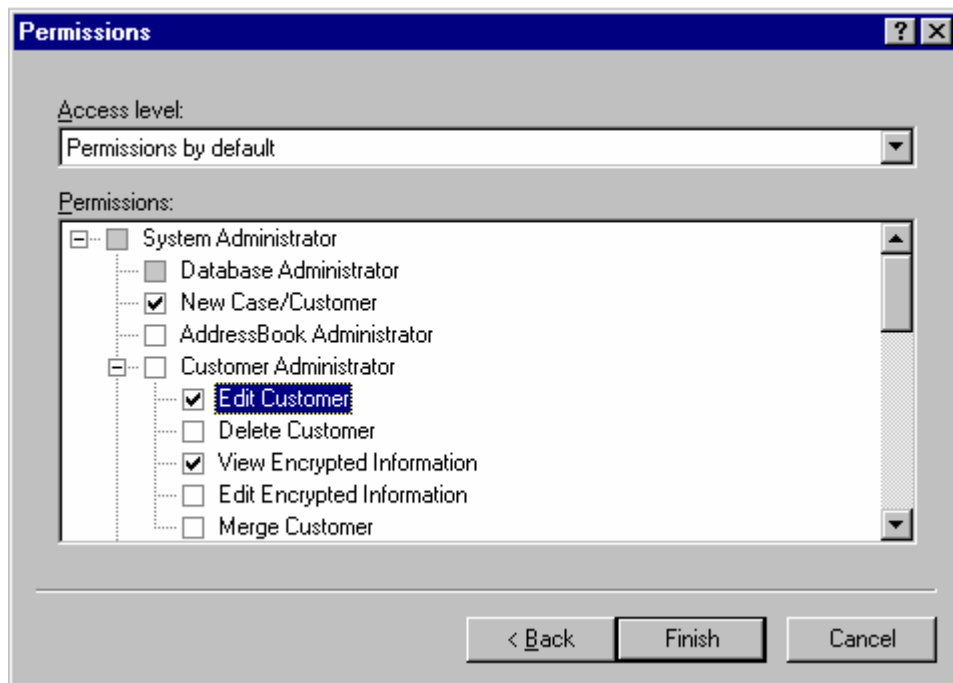 Permissions
Access level:
Permissions by default
Permissions:
System Administrator
Database Administrator
New Case/Customer
AddressBook Administrator
Customer Administrator
Edit Customer
Delete Customer
View Encrypted Information
Edit Encrypted Information
Merge Customer
< Back Finish Cancel